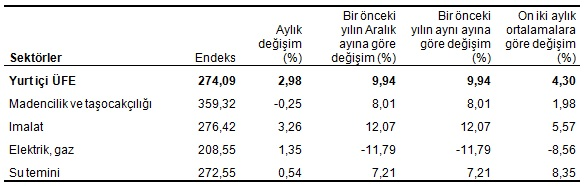 Sektörler Endeks Aylık değişim (%) Bir önceki yılın Aralık ayına göre değişim (%) Bir önceki yılın aynı ayına göre değişim (%) On iki aylık ortalamalara göre değişim (%)
Yurt içi ÜFE 274,09 2,98 9,94 9,94 4,30
Madencilik ve taşocakçılığı 359,32 -0,25 8,01 8,01 1,98
Imalat 276,42 3,26 12,07 12,07 5,57
Elektrik, gaz 208,55 1,35 -11,79 -11,79 -8,56
Su temini 272,55 0,54 7,21 7,21 8,35